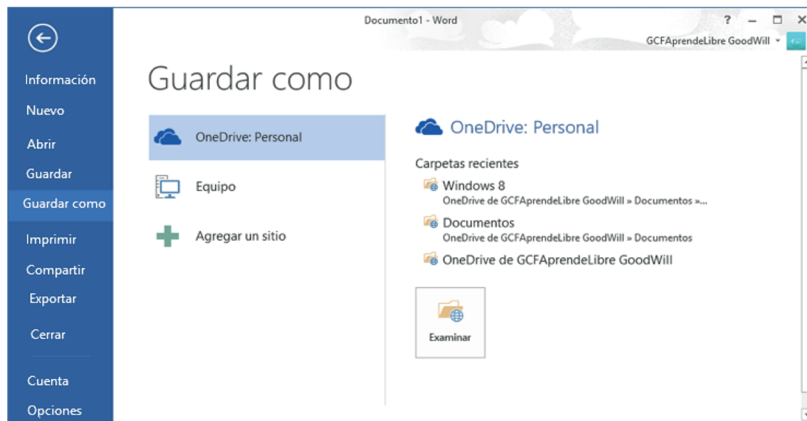 Documento1 - Word
?
GCFAprendeLibre GoodWill
Información
Nuevo
Abrir
Guardar
Guardar como
Imprimir
Compartir
Exportar
Cerrar
Cuenta
Opciones
Guardar como
OneDrive: Personal
Equipo
Agregar un sitio
OneDrive: Personal
Carpetas recientes
Windows 8
OneDrive de GCFAprendeLibre GoodWill » Documentos »...
Documentos
OneDrive de GCFAprendeLibre GoodWill » Documentos
OneDrive de GCFAprendeLibre GoodWill
Examinar